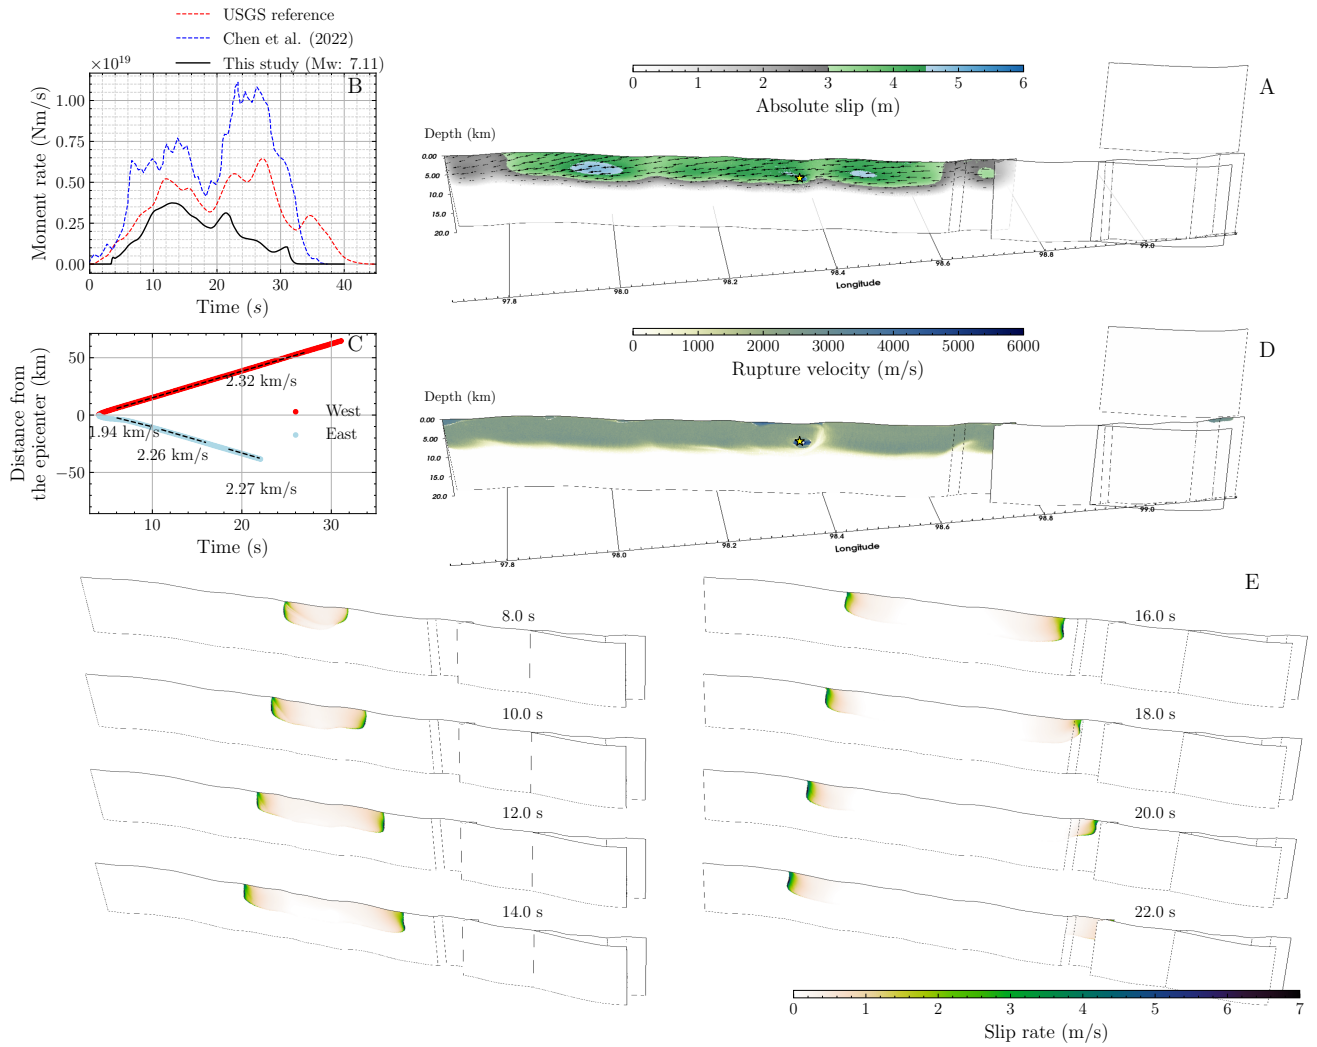 USGS reference
Chen et al. (2022)
This study (Mw: 7.11)
×10¹⁹
B
Moment rate (Nm/s)
1.00
0.75
0.50
0.25
0.00
0 10 20 30 40
Time (s)
A
0 1 2 3 4 5 6
Absolute slip (m)
Depth (km)
0.00
5.00
10.0
15.0
20.0
97.8 98.0 98.2 98.4 98.6 98.8 99.0
Longitude
C
Distance from
the epicenter (km)
50
0
−50
2.32 km/s
West
East
1.94 km/s
2.26 km/s
2.27 km/s
10 20 30
Time (s)
D
0 1000 2000 3000 4000 5000 6000
Rupture velocity (m/s)
Depth (km)
0.00
5.00
10.0
15.0
20.0
97.8 98.0 98.2 98.4 98.6 98.8 99.0
Longitude
E
8.0 s
10.0 s
12.0 s
14.0 s
16.0 s
18.0 s
20.0 s
22.0 s
0 1 2 3 4 5 6 7
Slip rate (m/s)